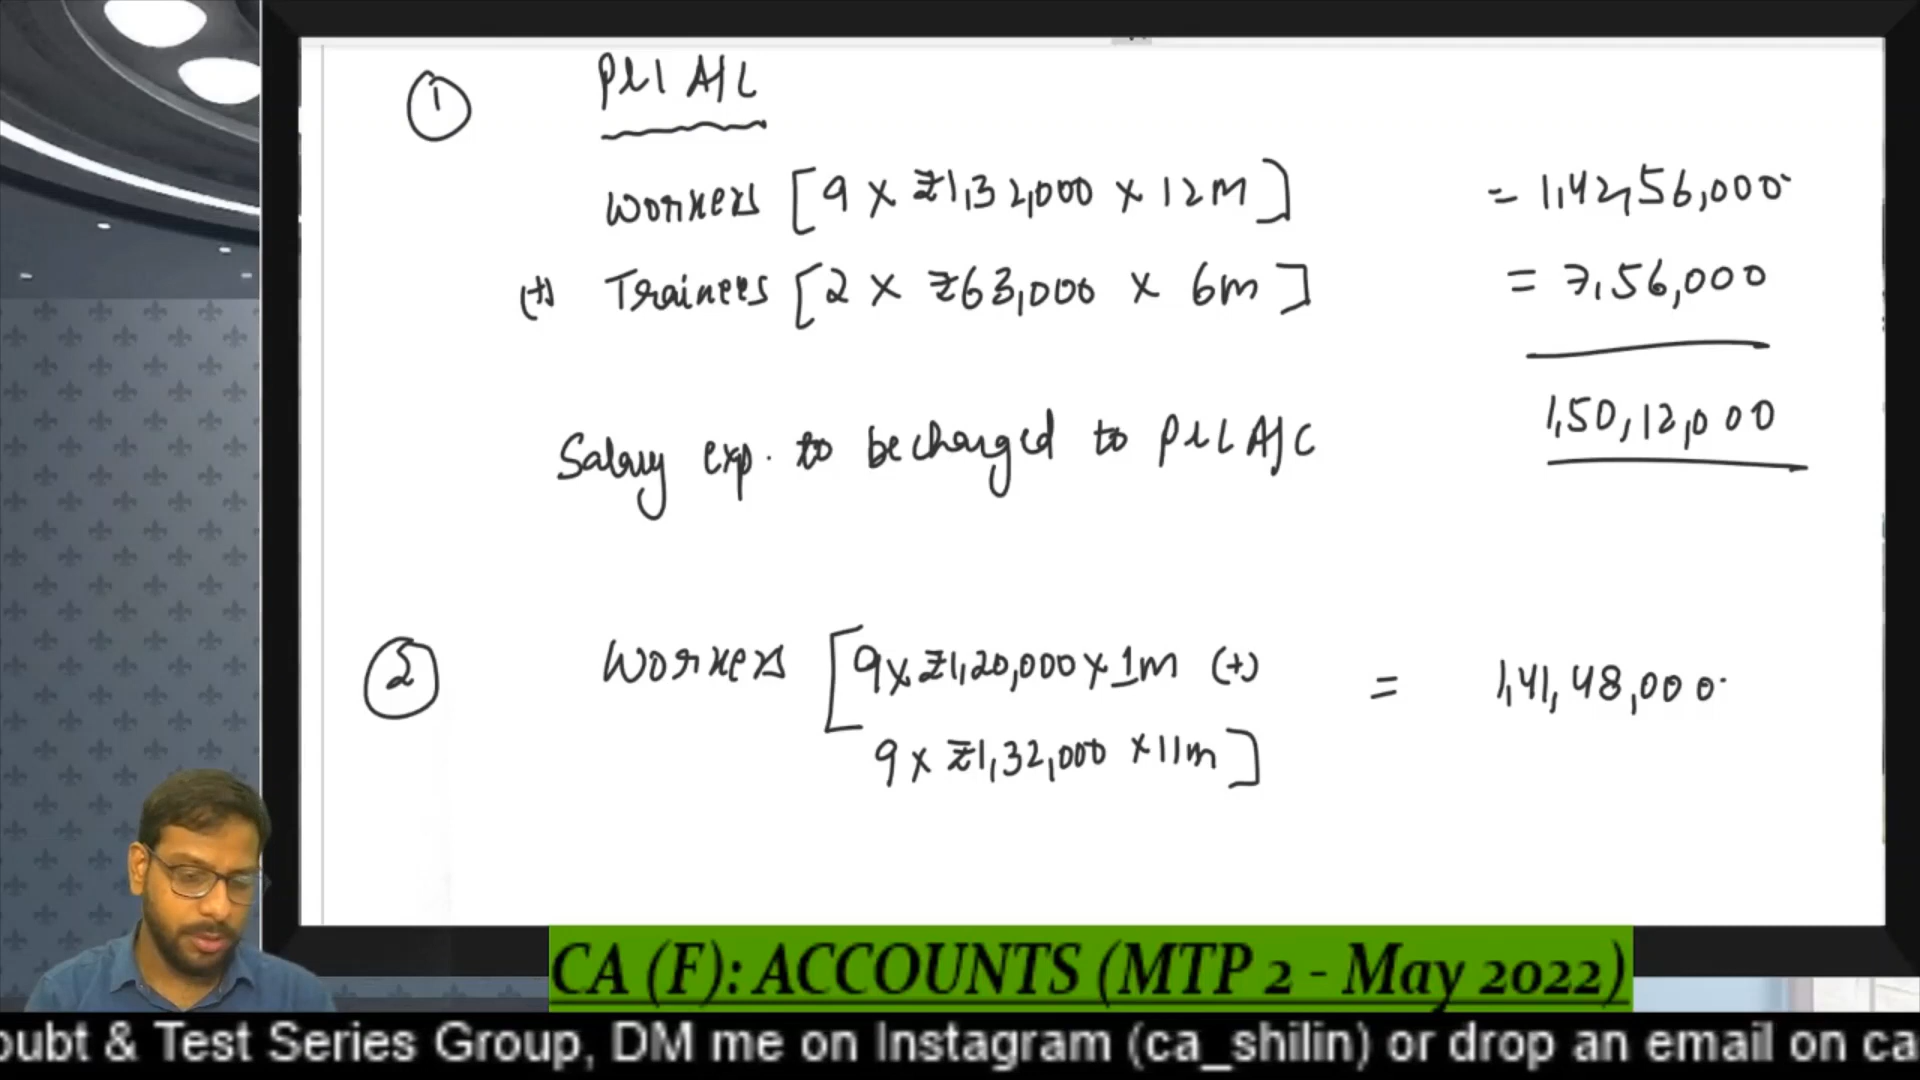 1
P&L A/C
Workers [9 x ₹1,32,000 x 12m] = 1,42,56,000
(+) Trainees [2 x ₹63,000 x 6m] = 7,56,000
1,50,12,000
Salary exp. to be charged to P&L A/C
2
Workers [9 x ₹1,20,000 x 1m (+)
9 x ₹1,32,000 x 11m] = 1,41,48,000
CA (F): ACCOUNTS (MTP 2 - May 2022)
oubt & Test Series Group, DM me on Instagram (ca_shilin) or drop an email on ca